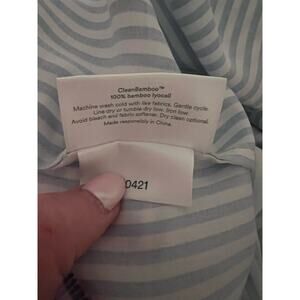 CleanBamboo™
100% bamboo lyocell
Machine wash cold with like fabrics. Gentle cycle.
Line dry or tumble dry low. Iron low.
Avoid bleach and fabric softener. Dry clean optional.
Made responsibly in China.
0421